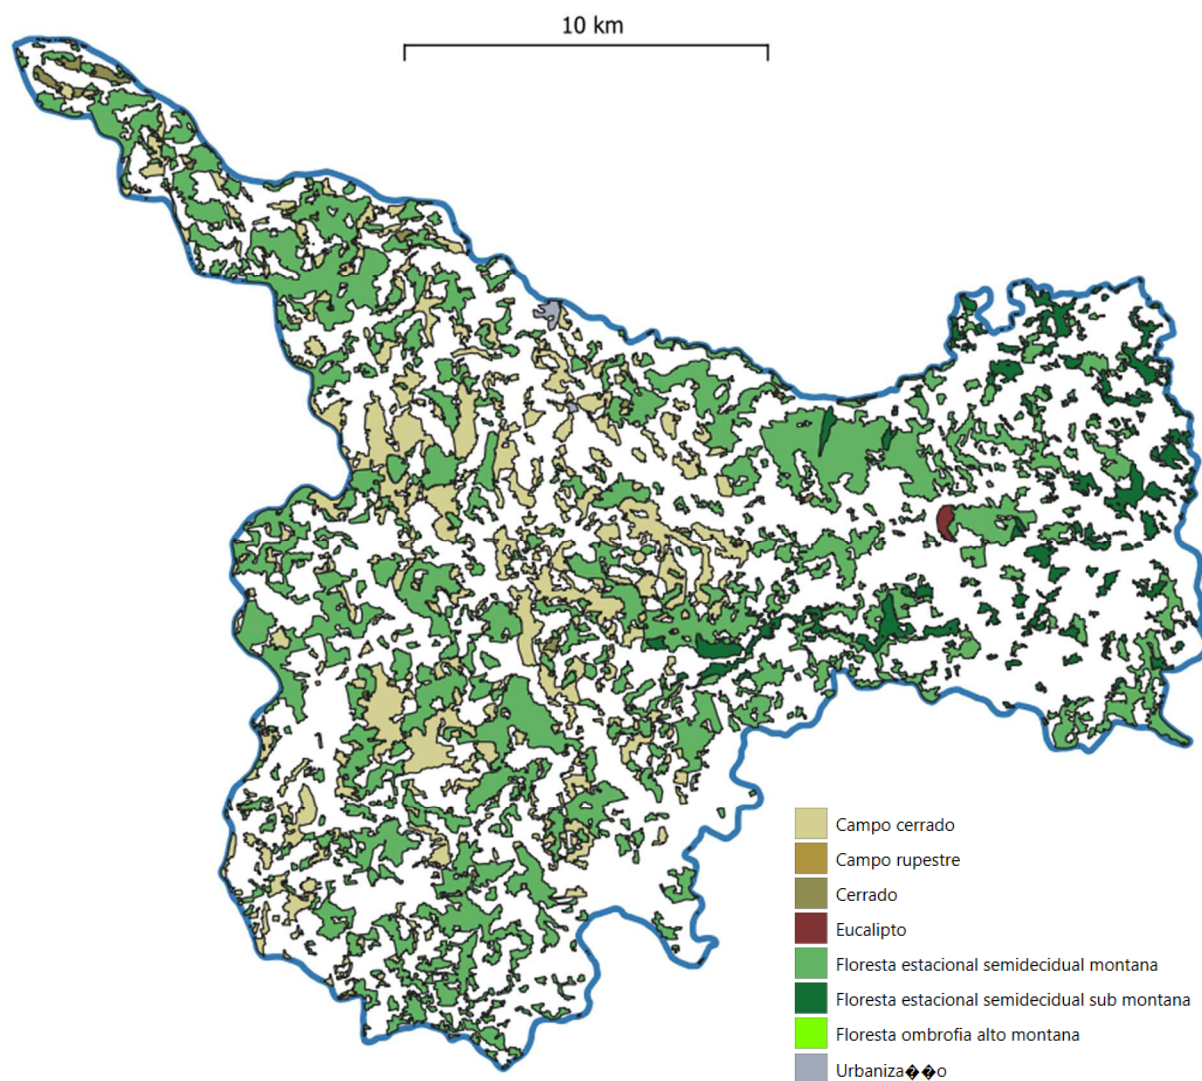 10 km
Campo cerrado
Campo rupestre
Cerrado
Eucalipto
Floresta estacional semidecidual montana
Floresta estacional semidecidual sub montana
Floresta ombrofia alto montana
Urbaniza��o